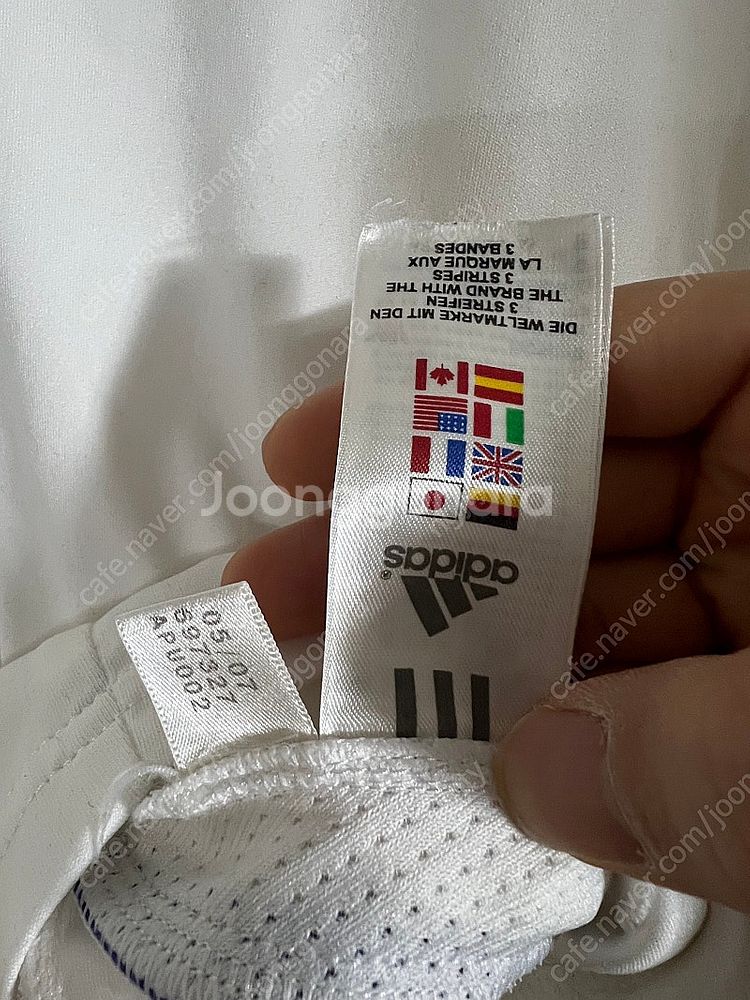 DIE WELTMARKE MIT DEN
3 STREIFEN
THE BRAND WITH THE
3 STRIPES
LA MARQUE AUX
3 BANDES
adidas®
05/07
597327
APU002
Joonggonara
cafe.naver.com/joonggonara